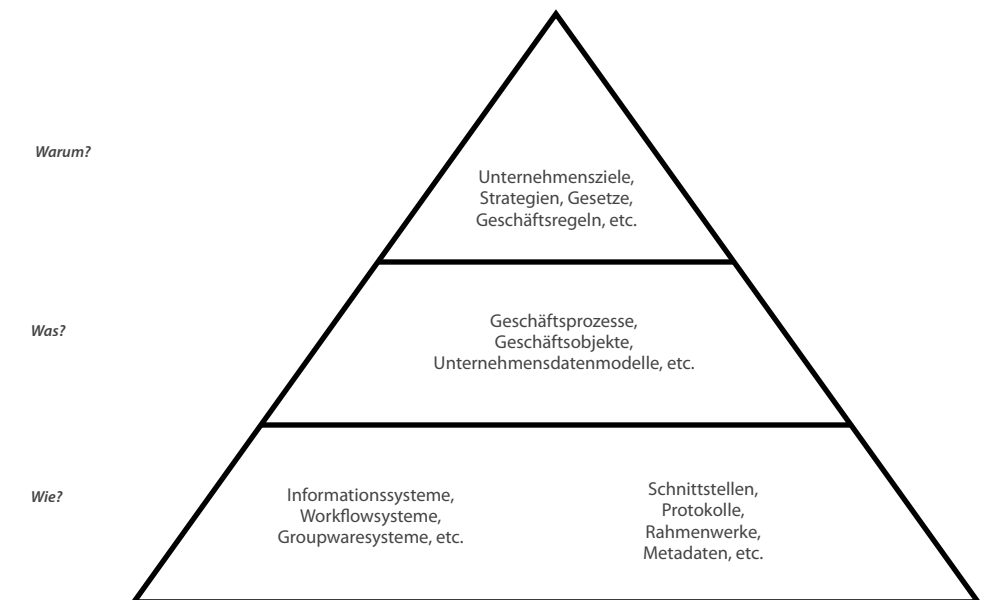 Warum?
Unternehmensziele,
Strategien, Gesetze,
Geschäftsregeln, etc.
Was?
Geschäftsprozesse,
Geschäftsobjekte,
Unternehmensdatenmodelle, etc.
Wie?
Informationssysteme,
Workflowsysteme,
Groupwaresysteme, etc.
Schnittstellen,
Protokolle,
Rahmenwerke,
Metadaten, etc.